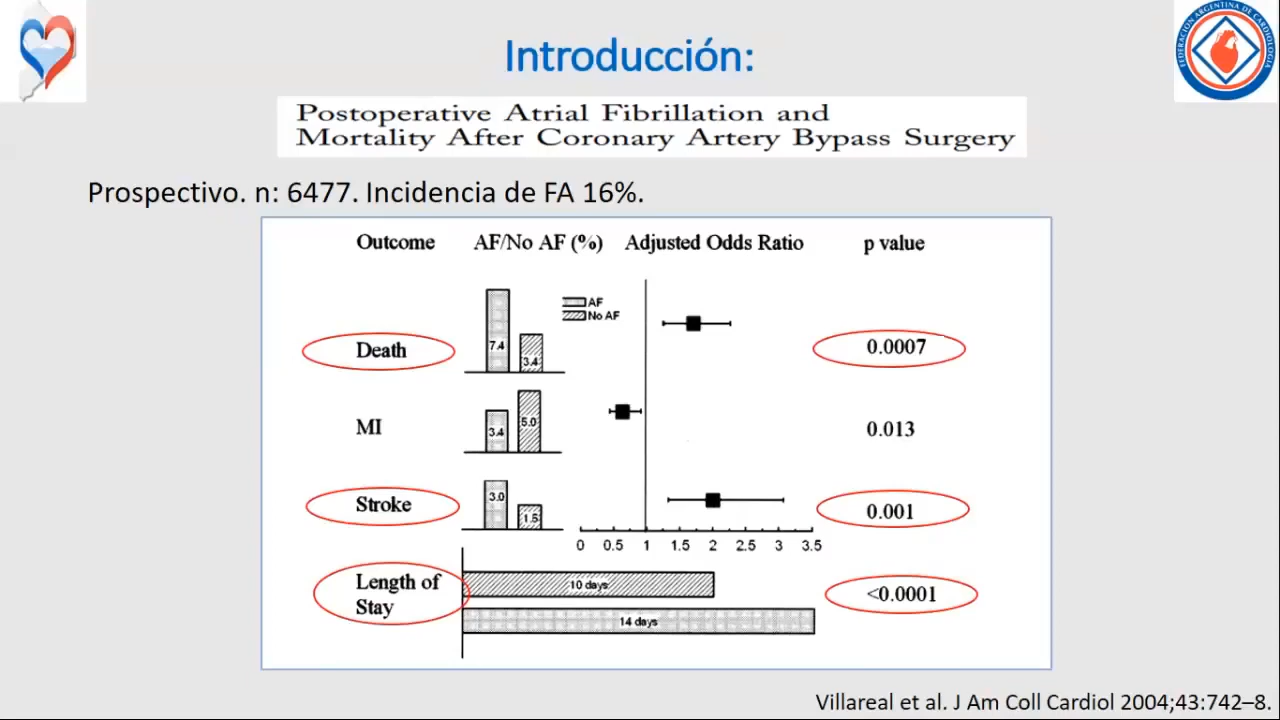 Introducción:
FEDERACIÓN ARGENTINA DE CARDIOLOGÍA
Postoperative Atrial Fibrillation and
Mortality After Coronary Artery Bypass Surgery
Prospectivo. n: 6477. Incidencia de FA 16%.
Outcome AF/No AF (%) Adjusted Odds Ratio p value
AF
No AF
Death 7.4 3.4 0.0007
MI 3.4 5.0 0.013
Stroke 3.0 1.5 0.001
0 0.5 1 1.5 2 2.5 3 3.5
Length of
Stay
10 days
14 days
<0.0001
Villareal et al. J Am Coll Cardiol 2004;43:742–8.